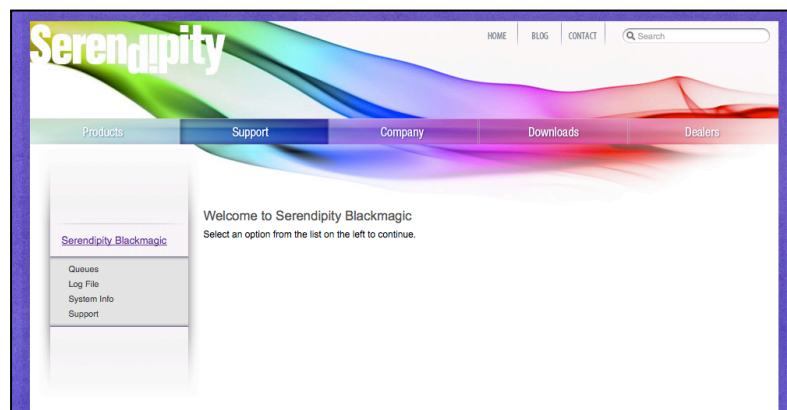 Serendipity
HOME BLOG CONTACT Search
Products Support Company Downloads Dealers
Welcome to Serendipity Blackmagic
Select an option from the list on the left to continue.
Serendipity Blackmagic
Queues
Log File
System Info
Support